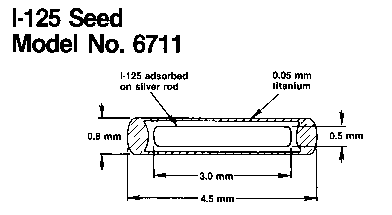 I-125 Seed
Model No. 6711
I-125 adsorbed
on silver rod
0.05 mm
titanium
0.8 mm
0.5 mm
3.0 mm
4.5 mm